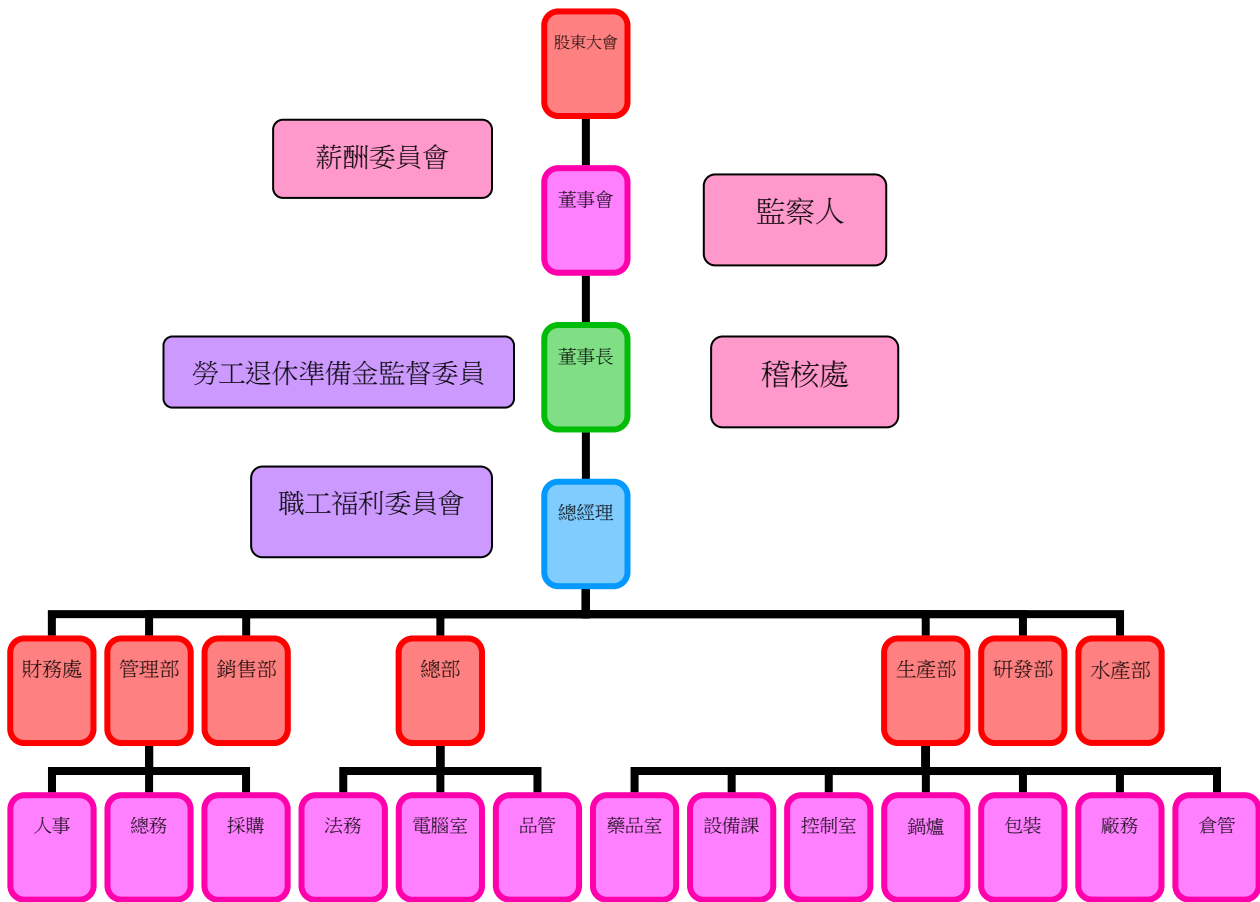 股東大會
薪酬委員會
董事會
監察人
董事長
勞工退休準備金監督委員
稽核處
職工福利委員會
總經理
財務處
管理部
銷售部
總部
生產部
研發部
水產部
人事
總務
採購
法務
電腦室
品管
藥品室
設備課
控制室
鍋爐
包裝
廠務
倉管